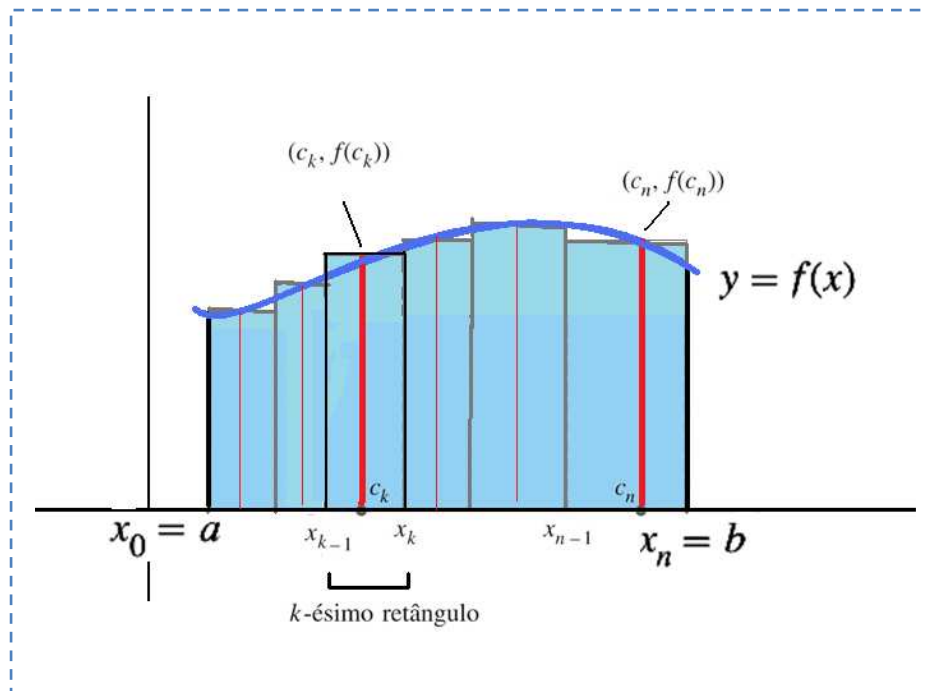 (c_k, f(c_k))
(c_n, f(c_n))
y = f(x)
c_k
c_n
x_0 = a
x_{k-1}
x_k
x_{n-1}
x_n = b
k-ésimo retângulo